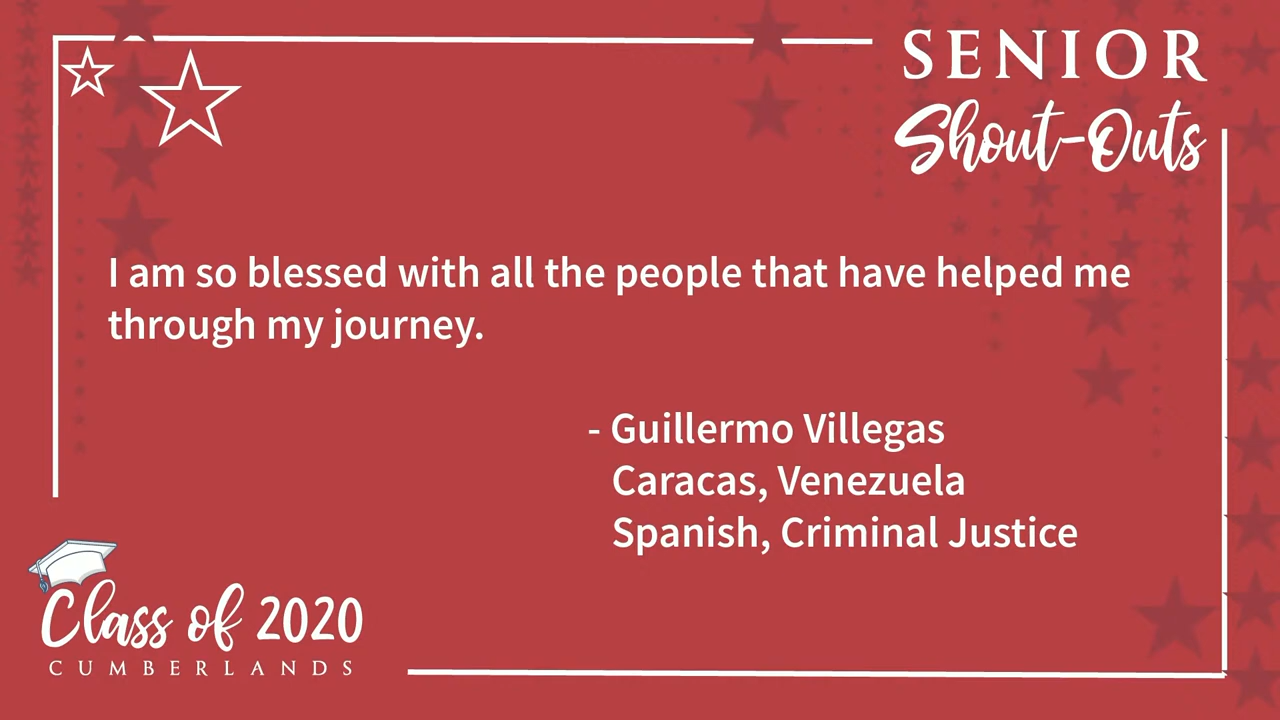 SENIOR
Shout-Outs
I am so blessed with all the people that have helped me
through my journey.
- Guillermo Villegas
Caracas, Venezuela
Spanish, Criminal Justice
Class of 2020
CUMBERLANDS